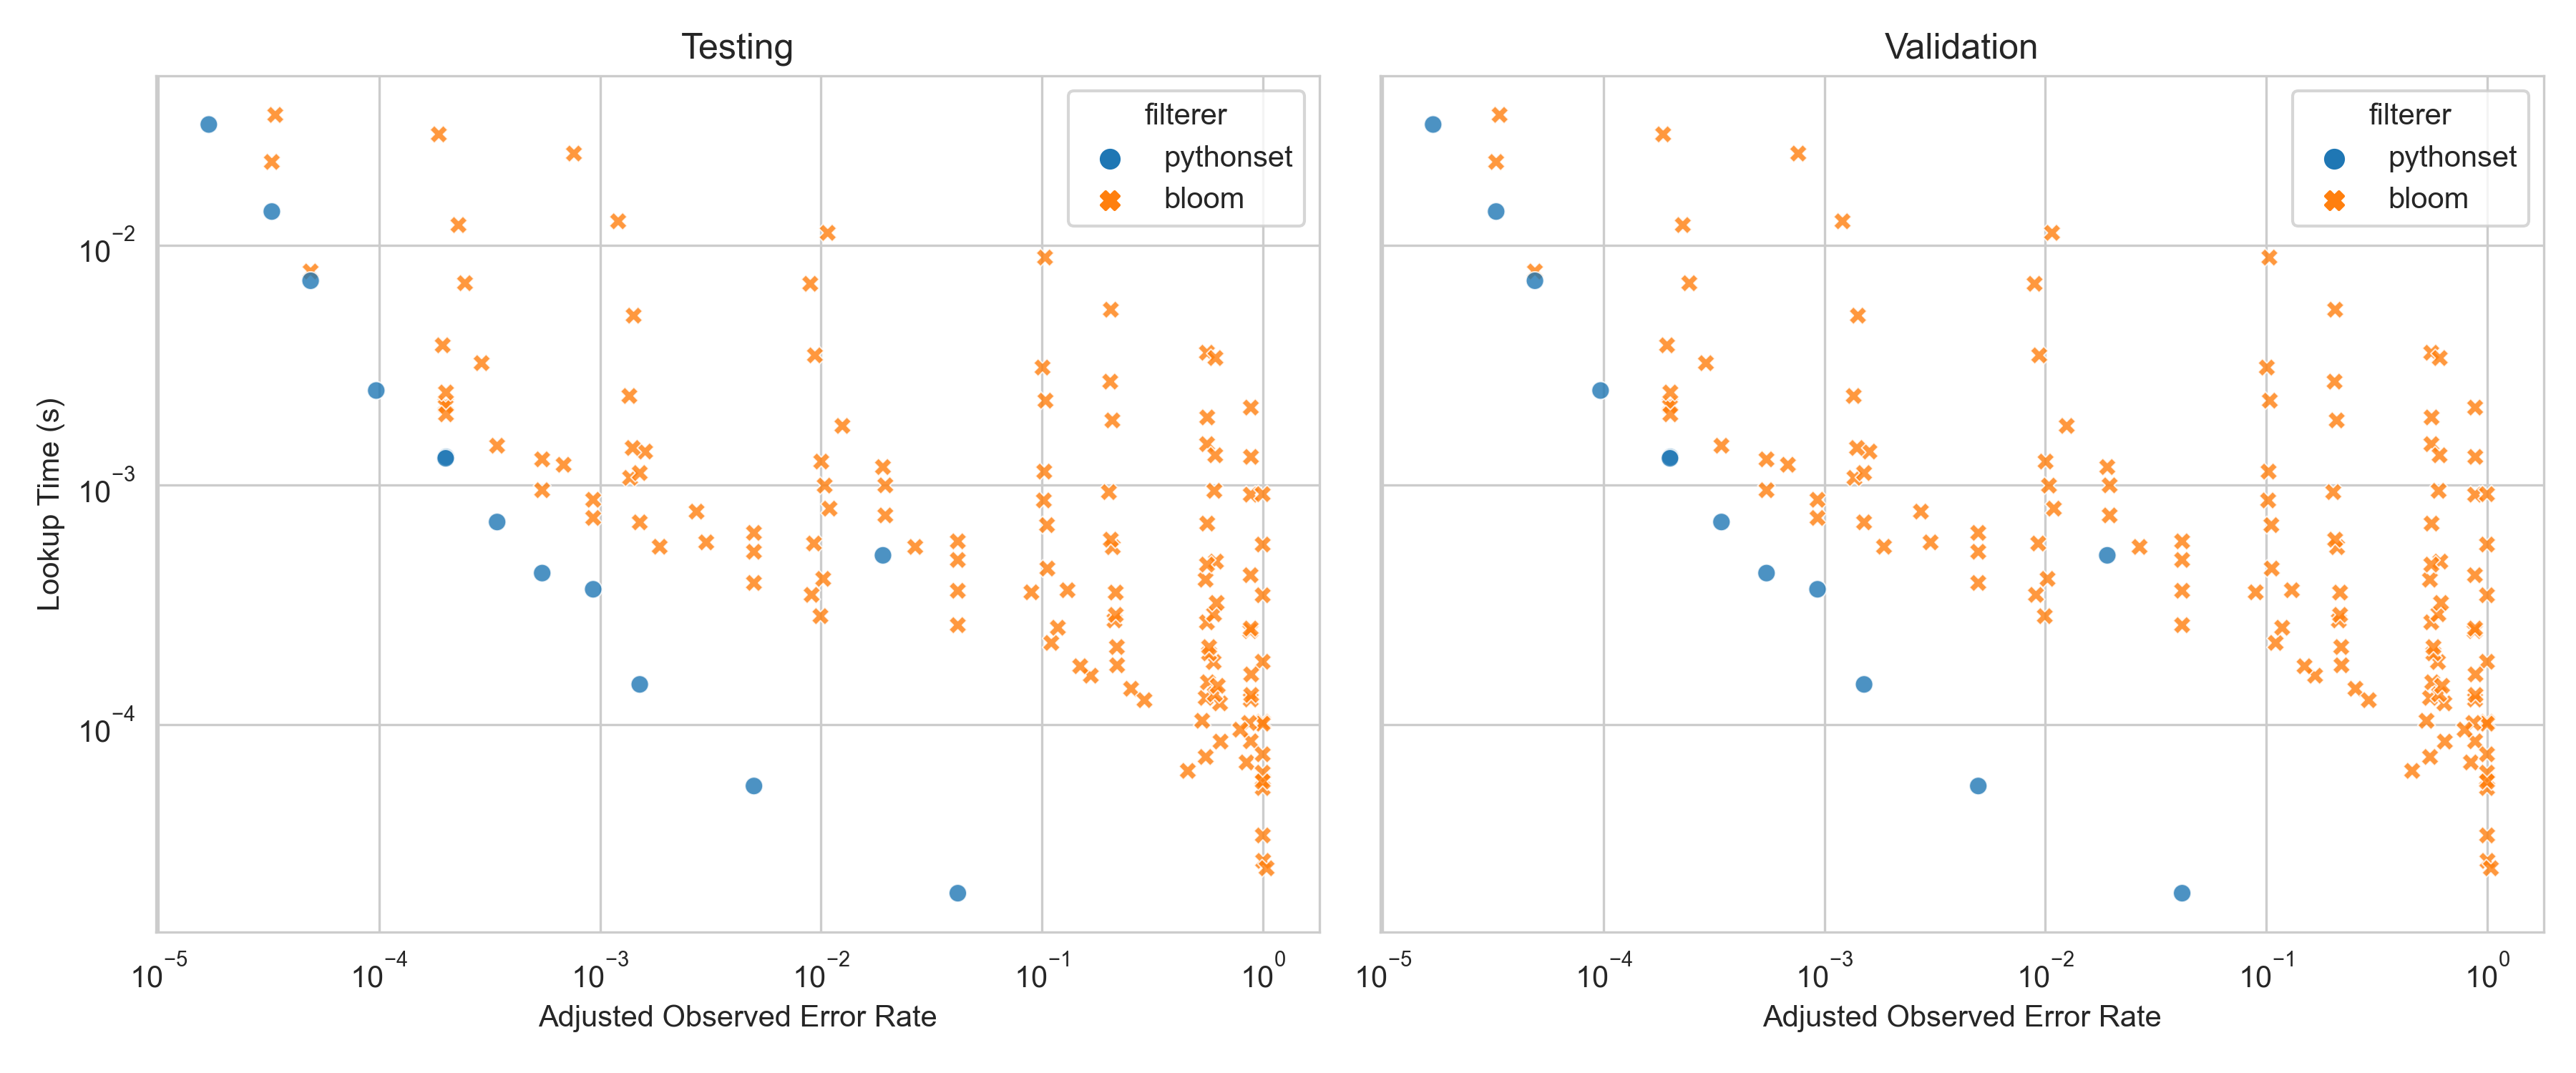 Testing
Validation
filterer
pythonset
bloom
filterer
pythonset
bloom
Lookup Time (s)
10⁻²
10⁻³
10⁻⁴
10⁻⁵
10⁻⁴
10⁻³
10⁻²
10⁻¹
10⁰
10⁻⁵
10⁻⁴
10⁻³
10⁻²
10⁻¹
10⁰
Adjusted Observed Error Rate
Adjusted Observed Error Rate